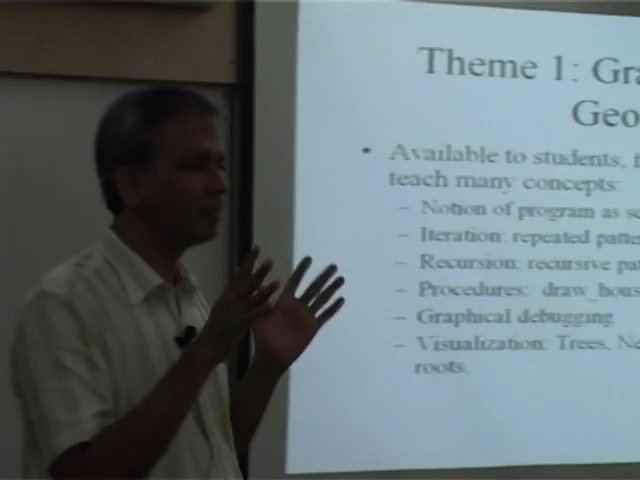 Theme 1: Gra
Geo
• Available to students, f
teach many concepts:
– Notion of program as se
– Iteration: repeated patte
– Recursion: recursive pat
– Procedures: draw_hous
– Graphical debugging
– Visualization: Trees, Ne
roots.